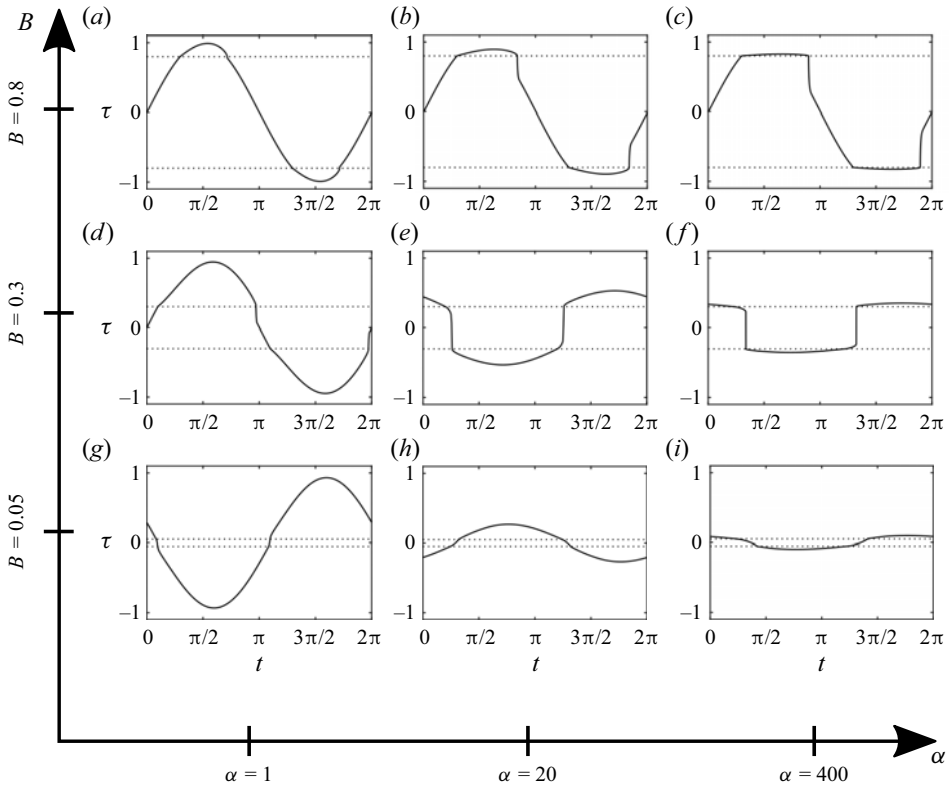 B
(a)
(b)
(c)
B = 0.8
τ
1
0
−1
0 π/2 π 3π/2 2π
1
0
−1
0 π/2 π 3π/2 2π
1
0
−1
0 π/2 π 3π/2 2π
(d)
(e)
(f)
B = 0.3
τ
1
0
−1
0 π/2 π 3π/2 2π
1
0
−1
0 π/2 π 3π/2 2π
1
0
−1
0 π/2 π 3π/2 2π
(g)
(h)
(i)
B = 0.05
τ
1
0
−1
0 π/2 π 3π/2 2π
t
1
0
−1
0 π/2 π 3π/2 2π
t
1
0
−1
0 π/2 π 3π/2 2π
t
α
α = 1
α = 20
α = 400